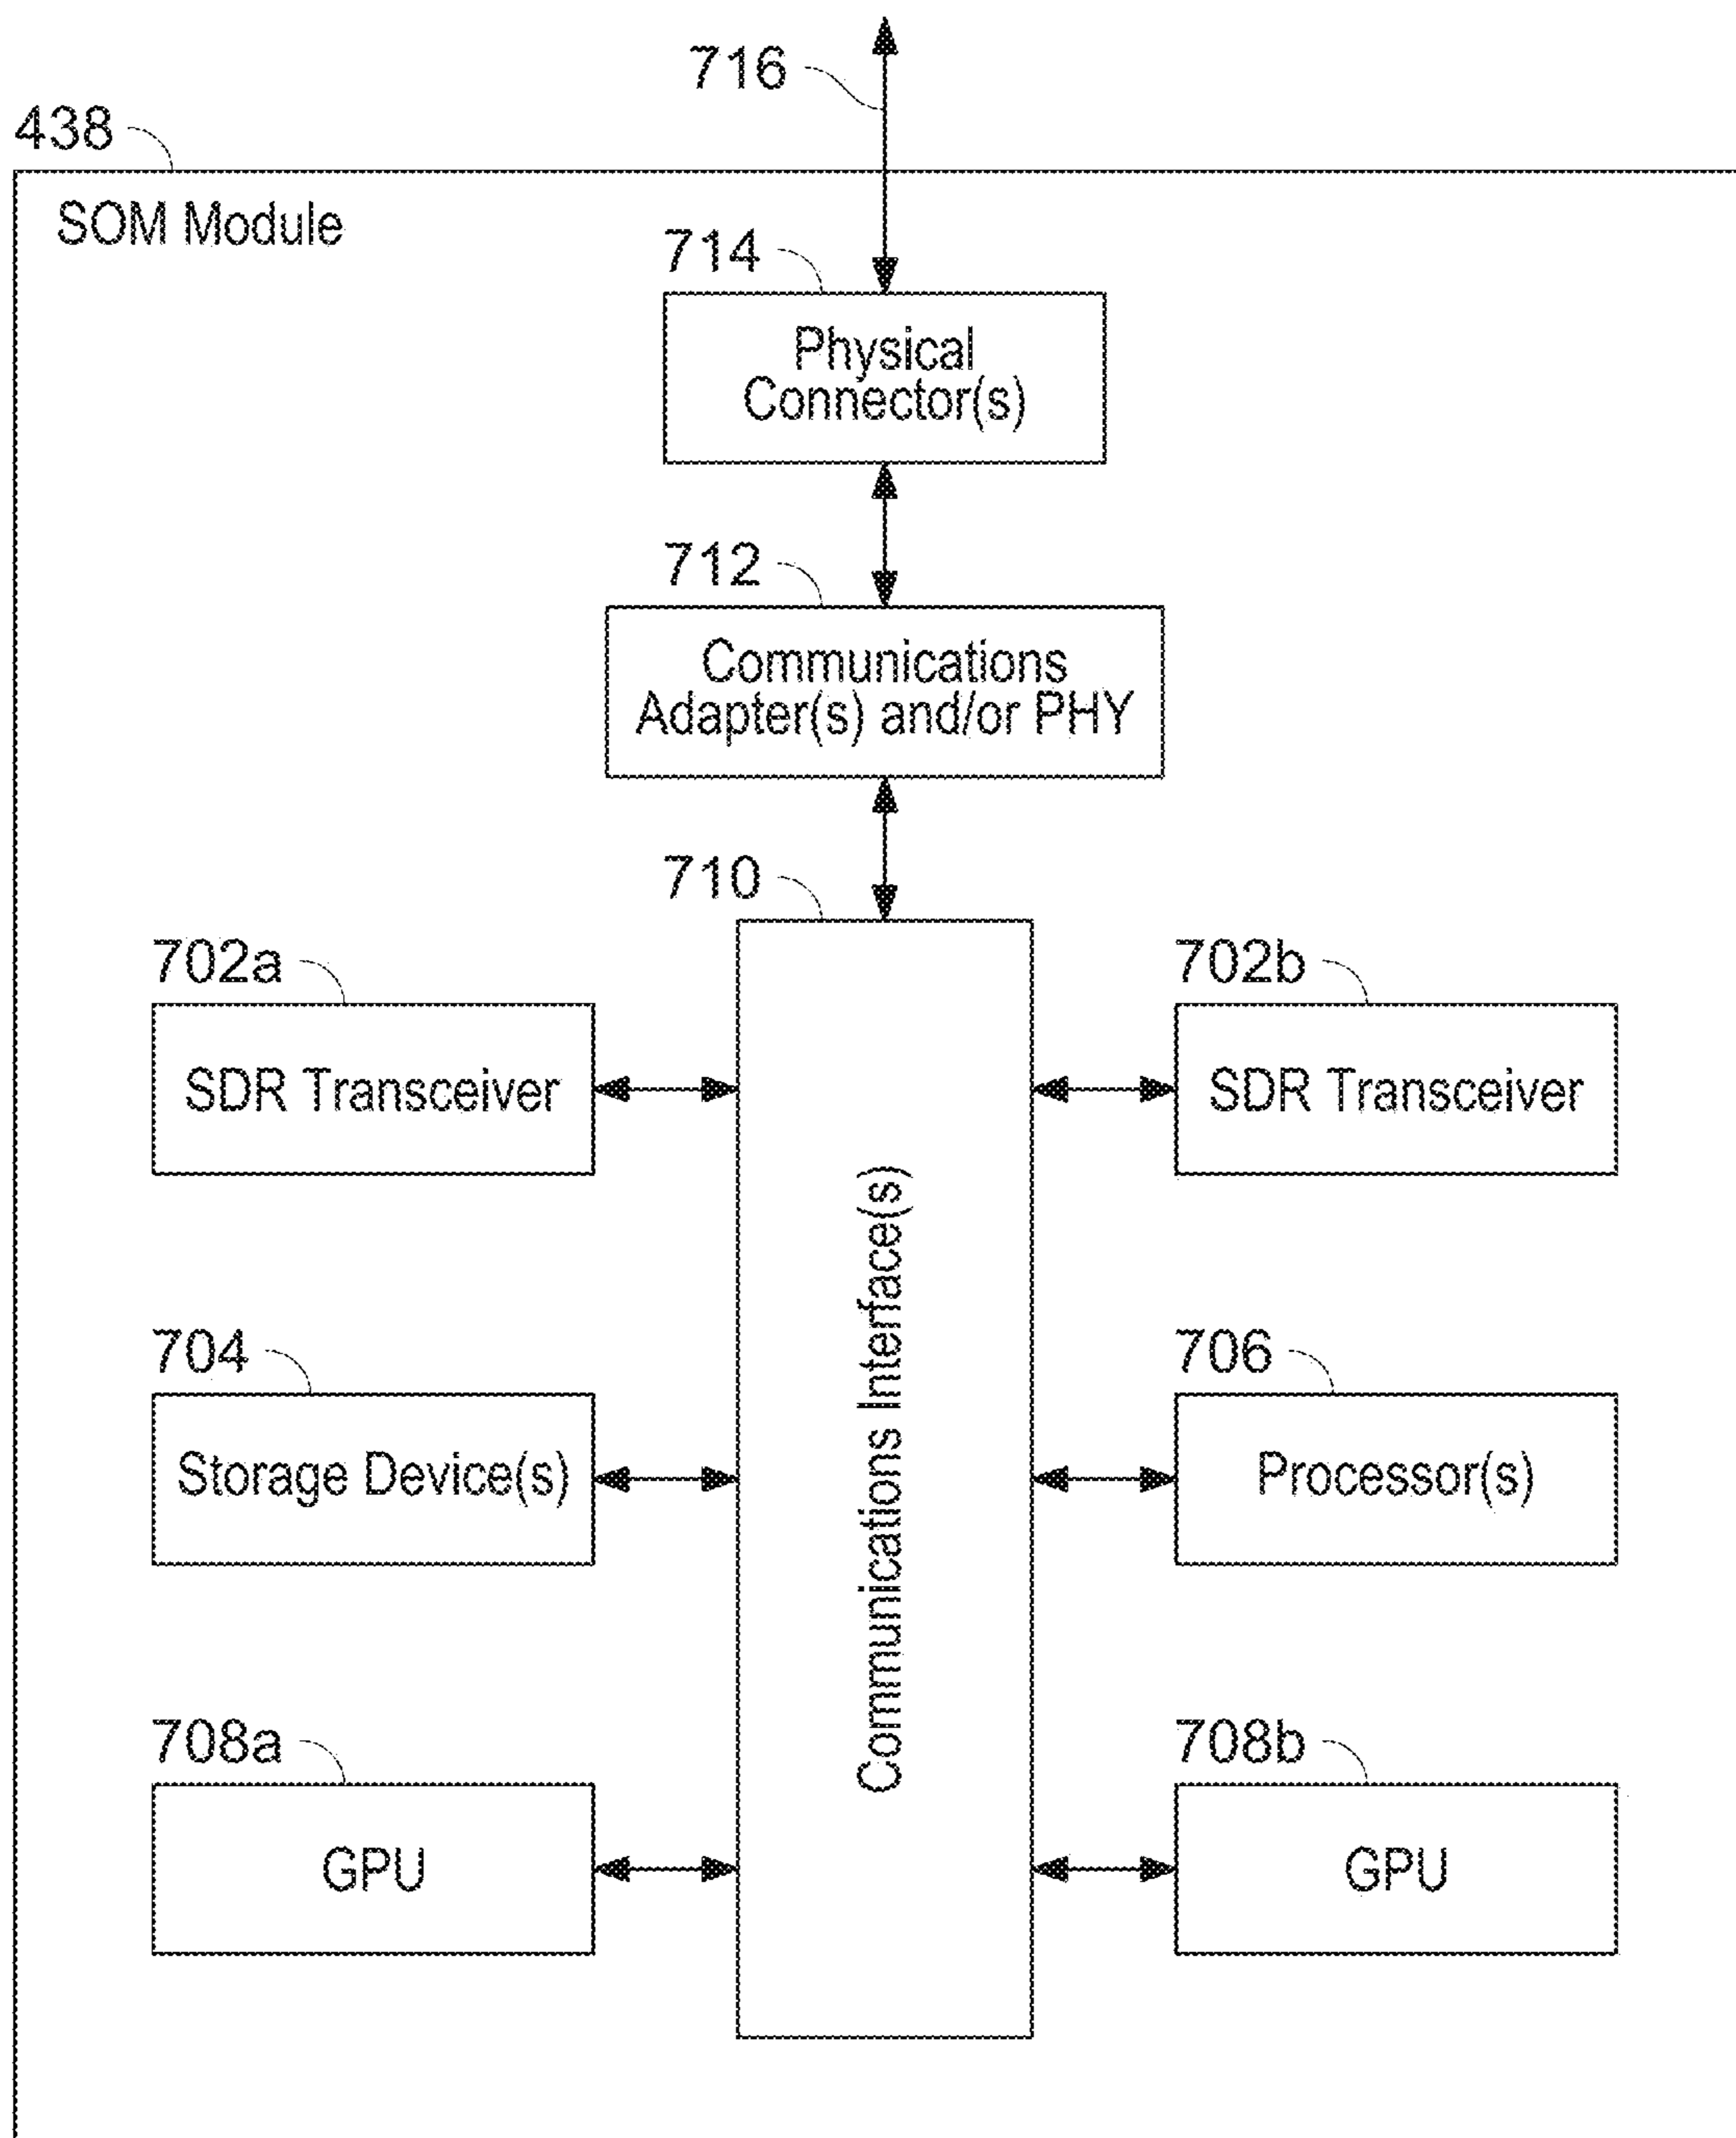 716
438
SOM Module
714
Physical
Connector(s)
712
Communications
Adapter(s) and/or PHY
710
702a
702b
SDR Transceiver
SDR Transceiver
Communications Interface(s)
704
706
Storage Device(s)
Processor(s)
708a
708b
GPU
GPU